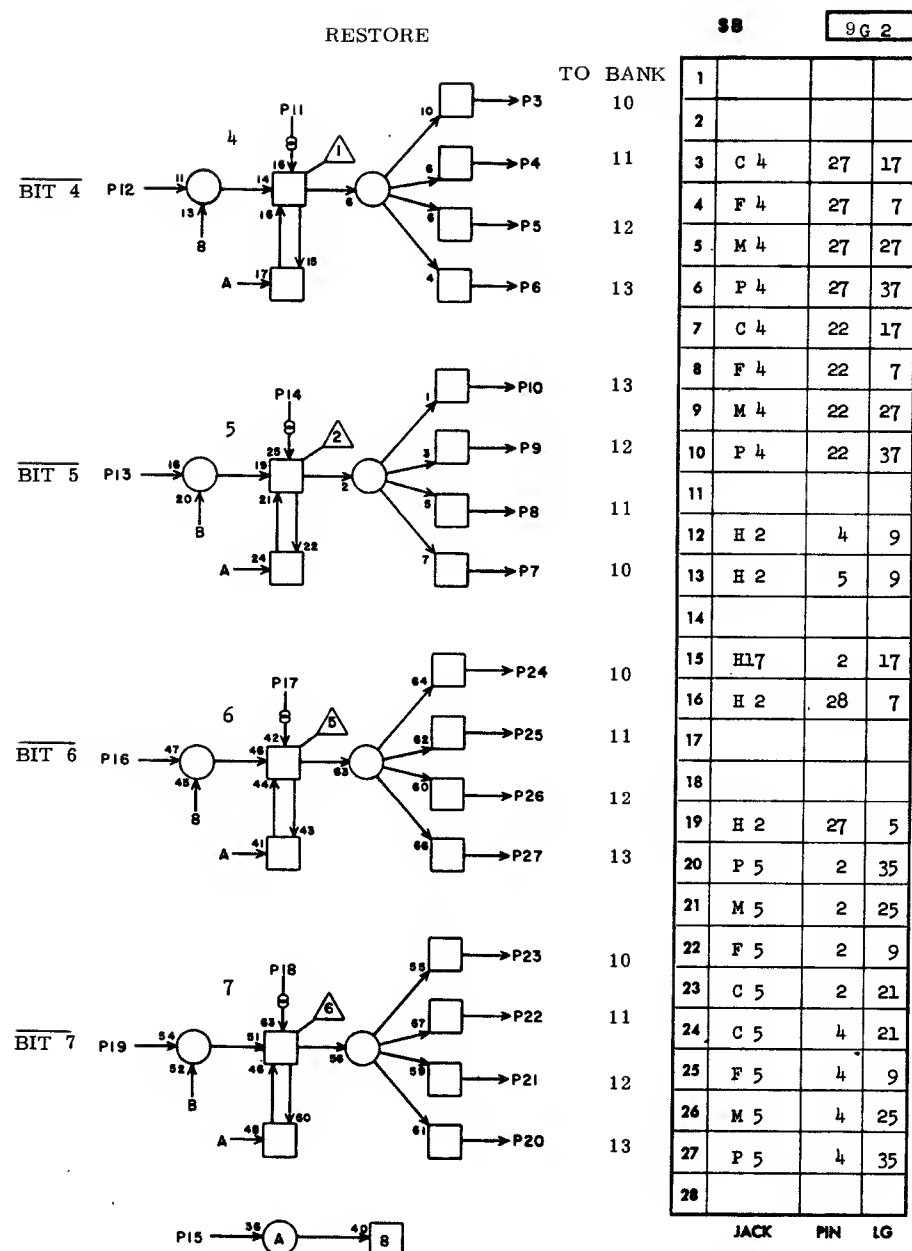 RESTORE
SB
9G 2
TO BANK
P11
4
1
10 P3 10
16
BIT 4 P12 11 14 6 6 P4 11
13 16 6 P5 12
B 15
A 17 4 P6 13
P14
5
2
1 P10 13
25
BIT 5 P13 16 19 2 3 P9 12
20 21 5 P8 11
B 22
A 24 7 P7 10
P17
6
5
64 P24 10
42
BIT 6 P16 47 46 63 62 P25 11
45 44 60 P26 12
B 43
A 41 66 P27 13
P18
7
6
55 P23 10
63
BIT 7 P19 54 51 56 67 P22 11
52 46 59 P21 12
B 60
A 48 61 P20 13
P15 36 A 40 8
1
2
3 C 4 27 17
4 F 4 27 7
5 M 4 27 27
6 P 4 27 37
7 C 4 22 17
8 F 4 22 7
9 M 4 22 27
10 P 4 22 37
11
12 H 2 4 9
13 H 2 5 9
14
15 H17 2 17
16 H 2 28 7
17
18
19 H 2 27 5
20 P 5 2 35
21 M 5 2 25
22 F 5 2 9
23 C 5 2 21
24 C 5 4 21
25 F 5 4 9
26 M 5 4 25
27 P 5 4 35
28
JACK PIN LG